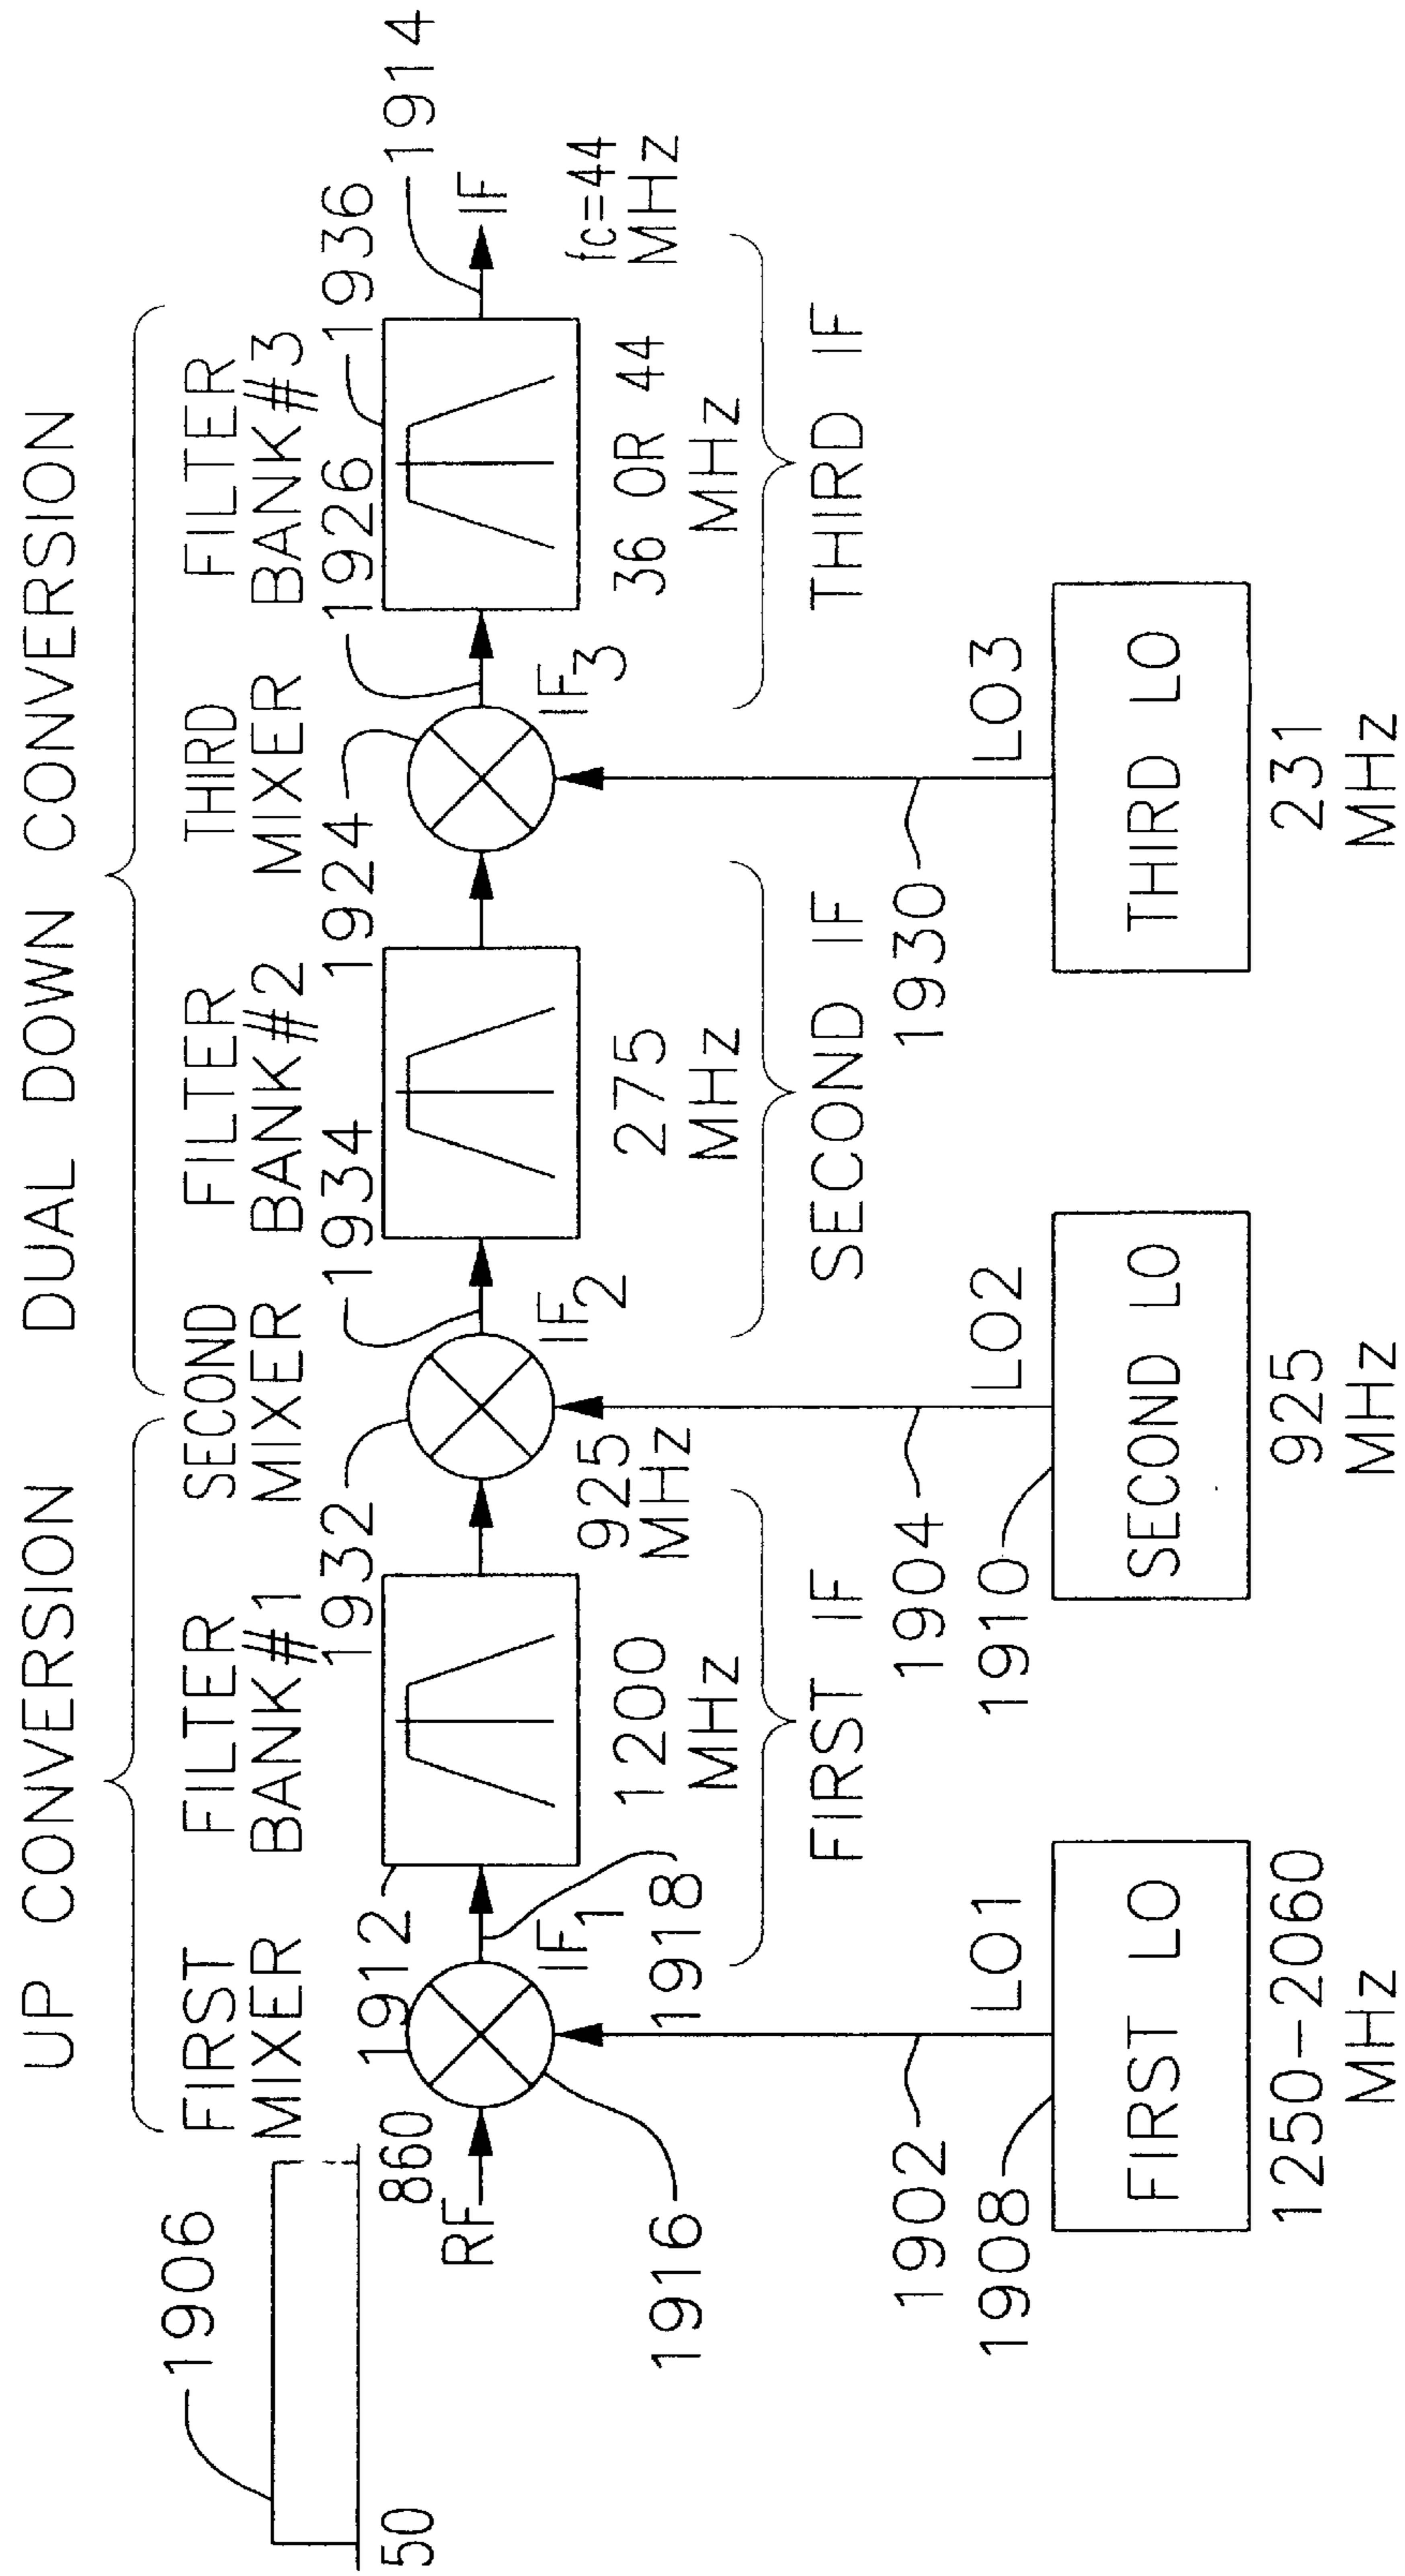 UP CONVERSION
DUAL DOWN CONVERSION
1906
FIRST
MIXER
FILTER
BANK#1
SECOND
MIXER
FILTER
BANK#2
THIRD
MIXER
FILTER
BANK#3
1912
1932
1934
1924
1926
1936
1914
50
860
RF
IF1
IF2
IF3
IF
1916
1918
1200
MHz
925
MHz
275
MHz
36 OR 44
MHz
fc=44
MHz
FIRST IF
SECOND IF
THIRD IF
1902
LO1
1904
LO2
1930
LO3
1908
1910
FIRST LO
SECOND LO
THIRD LO
1250-2060
MHz
925
MHz
231
MHz